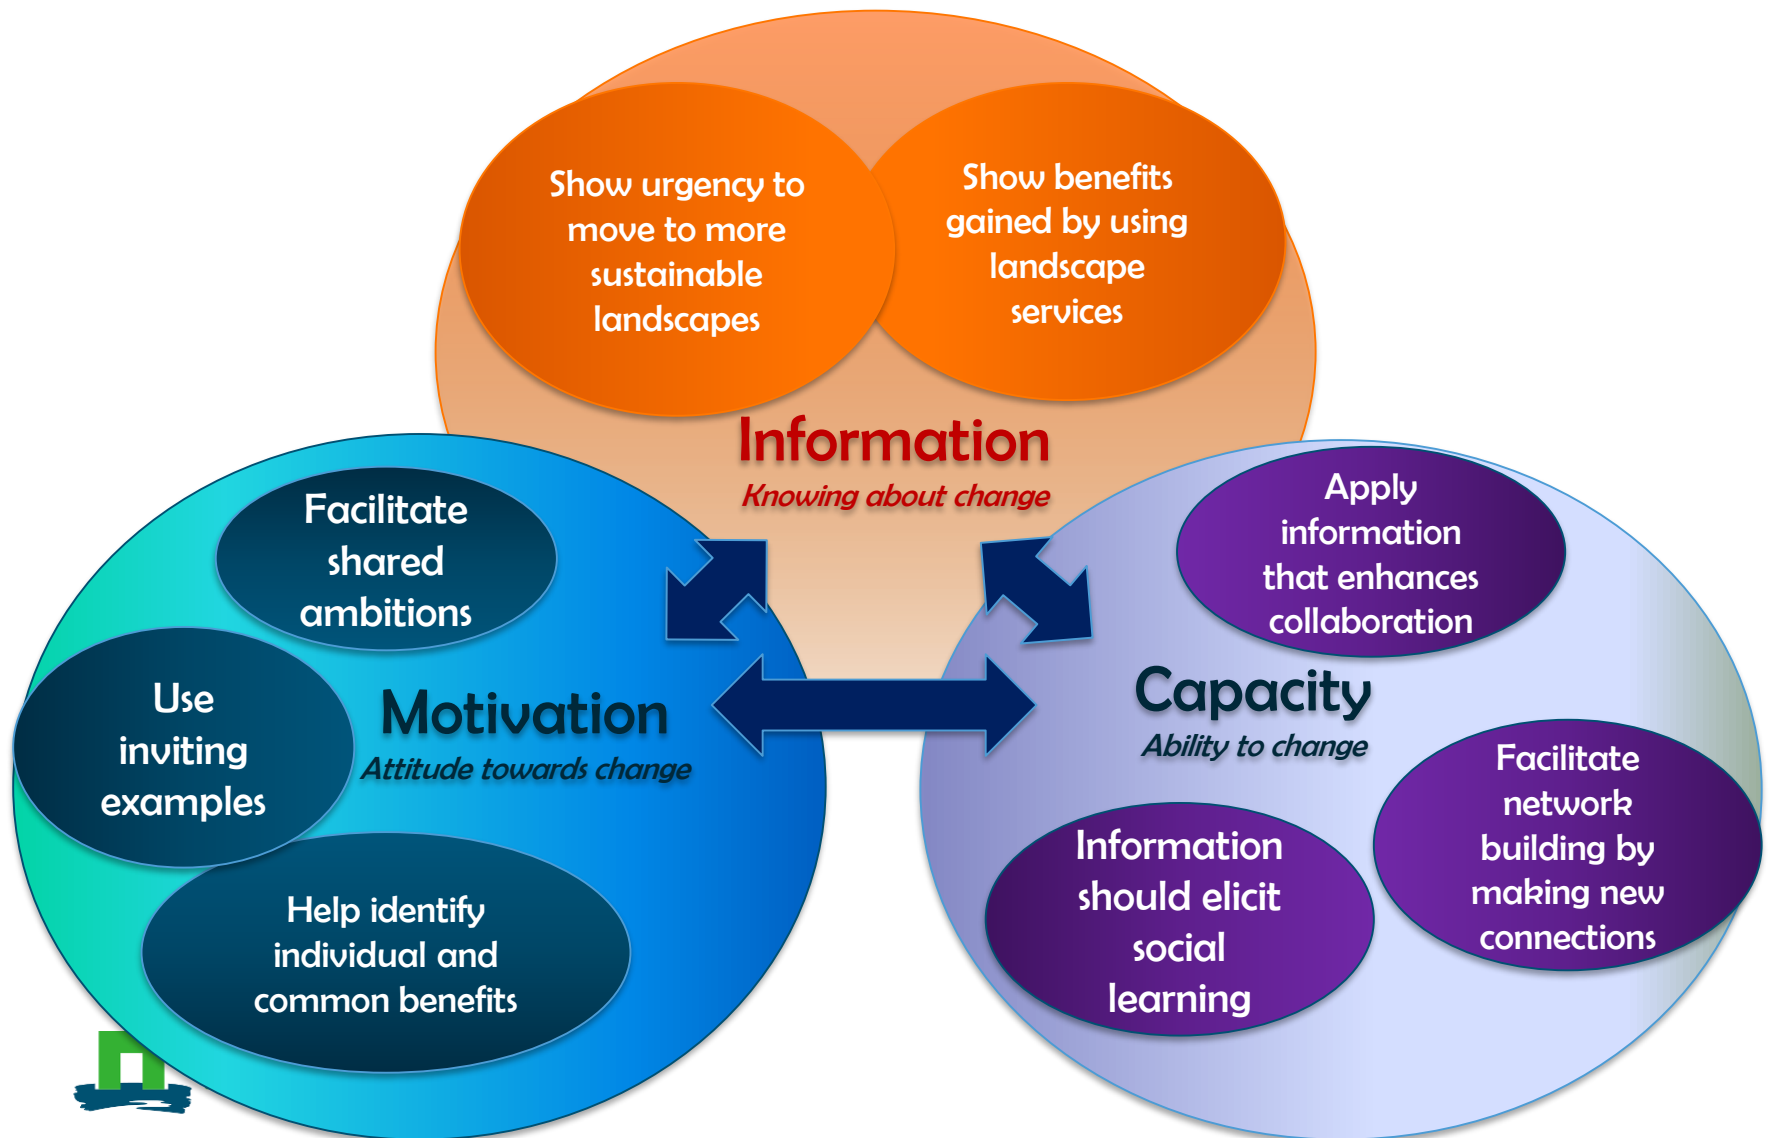 Show urgency to
move to more
sustainable
landscapes
Show benefits
gained by using
landscape
services
Information
Knowing about change
Facilitate
shared
ambitions
Use
inviting
examples
Motivation
Attitude towards change
Help identify
individual and
common benefits
Apply
information
that enhances
collaboration
Capacity
Ability to change
Facilitate
network
building by
making new
connections
Information
should elicit
social
learning